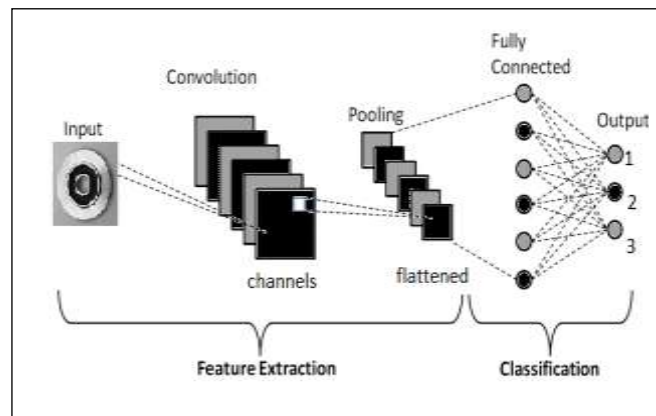 Fully
Connected
Convolution
Pooling
Input
Output
1
2
3
channels
flattened
Feature Extraction
Classification